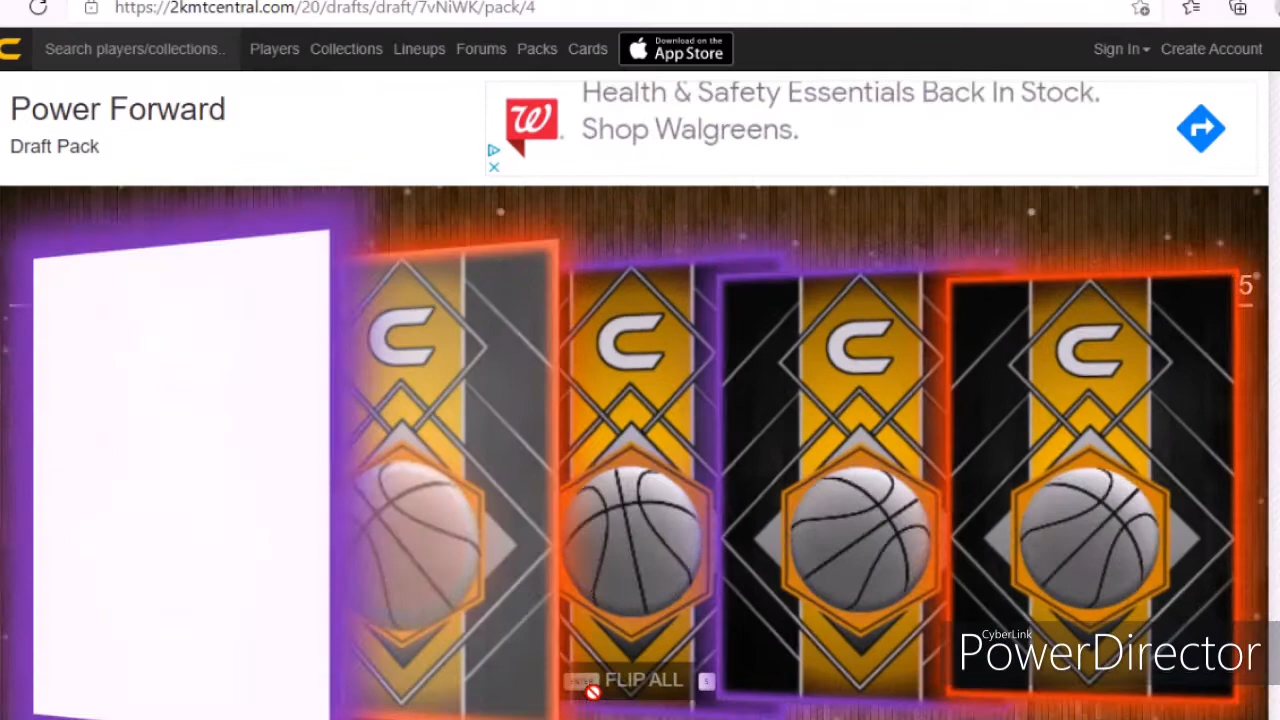 https://2kmtcentral.com/20/drafts/draft/7vNiWK/pack/4
Search players/collections..
Players Collections Lineups Forums Packs Cards
Download on the
App Store
Sign In
Create Account
Power Forward
Draft Pack
Health & Safety Essentials Back In Stock.
Shop Walgreens.
5
FLIP ALL
CyberLink
PowerDirector